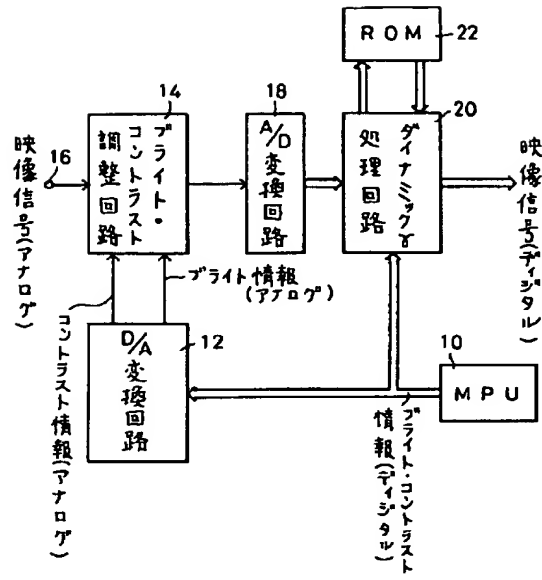 ROM
22
14
ブライト・
コントラスト
調整回路
18
A/D
変換回路
20
ダイナミックγ
処理回路
映像信号(アナログ)
16
映像信号(ディジタル)
ブライト情報
(アナログ)
コントラスト情報(アナログ)
D/A
変換回路
12
10
MPU
ブライト・コントラスト
情報(ディジタル)